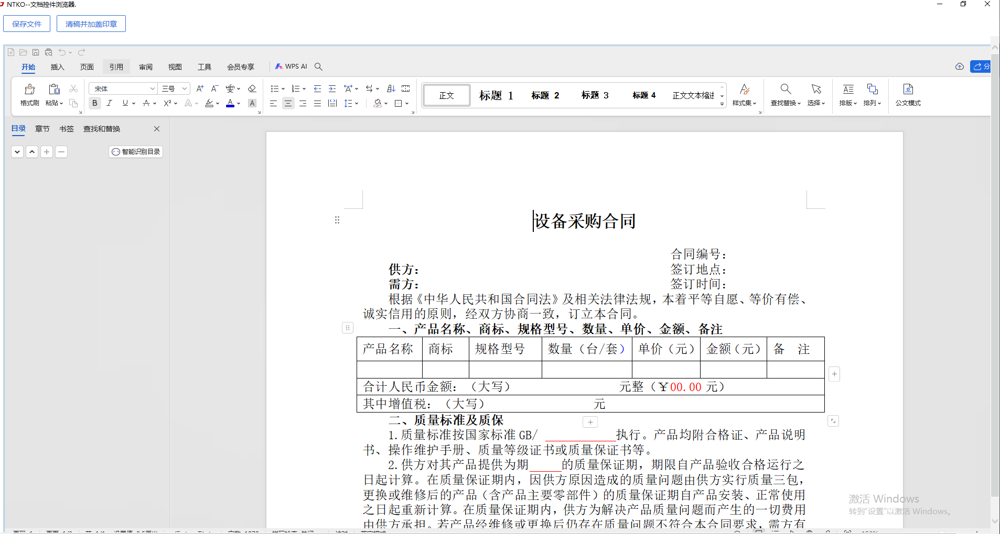 NTKO--文档控件浏览器.
保存文件 清稿并加盖印章
开始 插入 页面 引用 审阅 视图 工具 会员专享 WPS AI 分
格式刷 粘贴 宋体 三号 正文 标题 1 标题 2 标题 3 标题 4 正文文本缩进 样式集 查找替换 选择 排版 排列 公文模式
目录 章节 书签 查找和替换
智能识别目录
设备采购合同
合同编号：
供方： 签订地点：
需方： 签订时间：
根据《中华人民共和国合同法》及相关法律法规，本着平等自愿、等价有偿、
诚实信用的原则，经双方协商一致，订立本合同。
一、产品名称、商标、规格型号、数量、单价、金额、备注
产品名称 商标 规格型号 数量（台/套） 单价（元） 金额（元） 备 注
合计人民币金额：（大写） 元整（￥00.00 元）
其中增值税：（大写） 元
二、质量标准及质保
1.质量标准按国家标准 GB/ 执行。产品均附合格证、产品说明
书、操作维护手册、质量等级证书或质量保证书等。
2.供方对其产品提供为期 的质量保证期，期限自产品验收合格运行之
日起计算。在质量保证期内，因供方原因造成的质量问题由供方实行质量三包，
更换或维修后的产品（含产品主要零部件）的质量保证期自产品安装、正常使用
之日起重新计算。在质量保证期内，供方为解决产品质量问题而产生的一切费用
由供方承担。若产品经维修或更换后仍存在质量问题不符合本合同要求，需方有
激活 Windows
转到"设置"以激活 Windows。